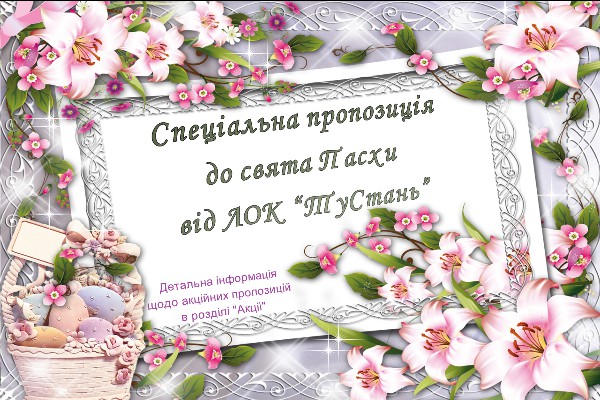 Спеціальна пропозиція
до свята Пасхи
від ЛОК “ТуСтань”
Детальна інформація
щодо акційних пропозицій
в розділі “Акції”